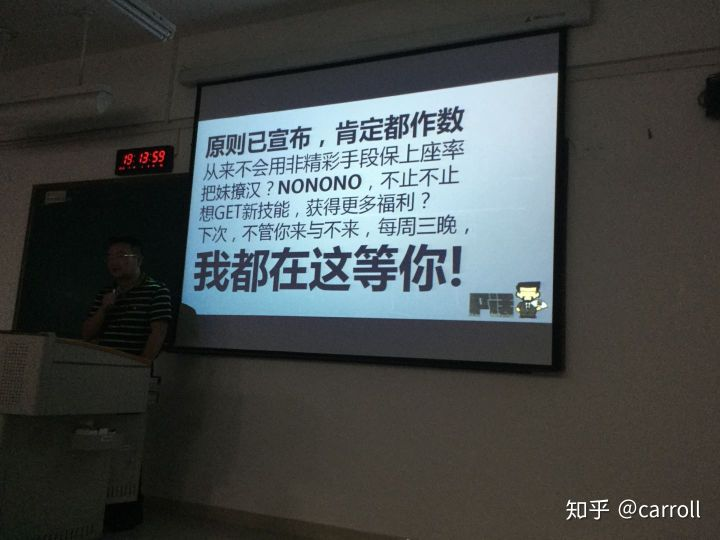 原则已宣布，肯定都作数
从来不会用非精彩手段保上座率
把妹撩汉？NONONO，不止不止
想GET新技能，获得更多福利？
下次，不管你来与不来，每周三晚，
我都在这等你!
19:13:59
知乎 @carroll